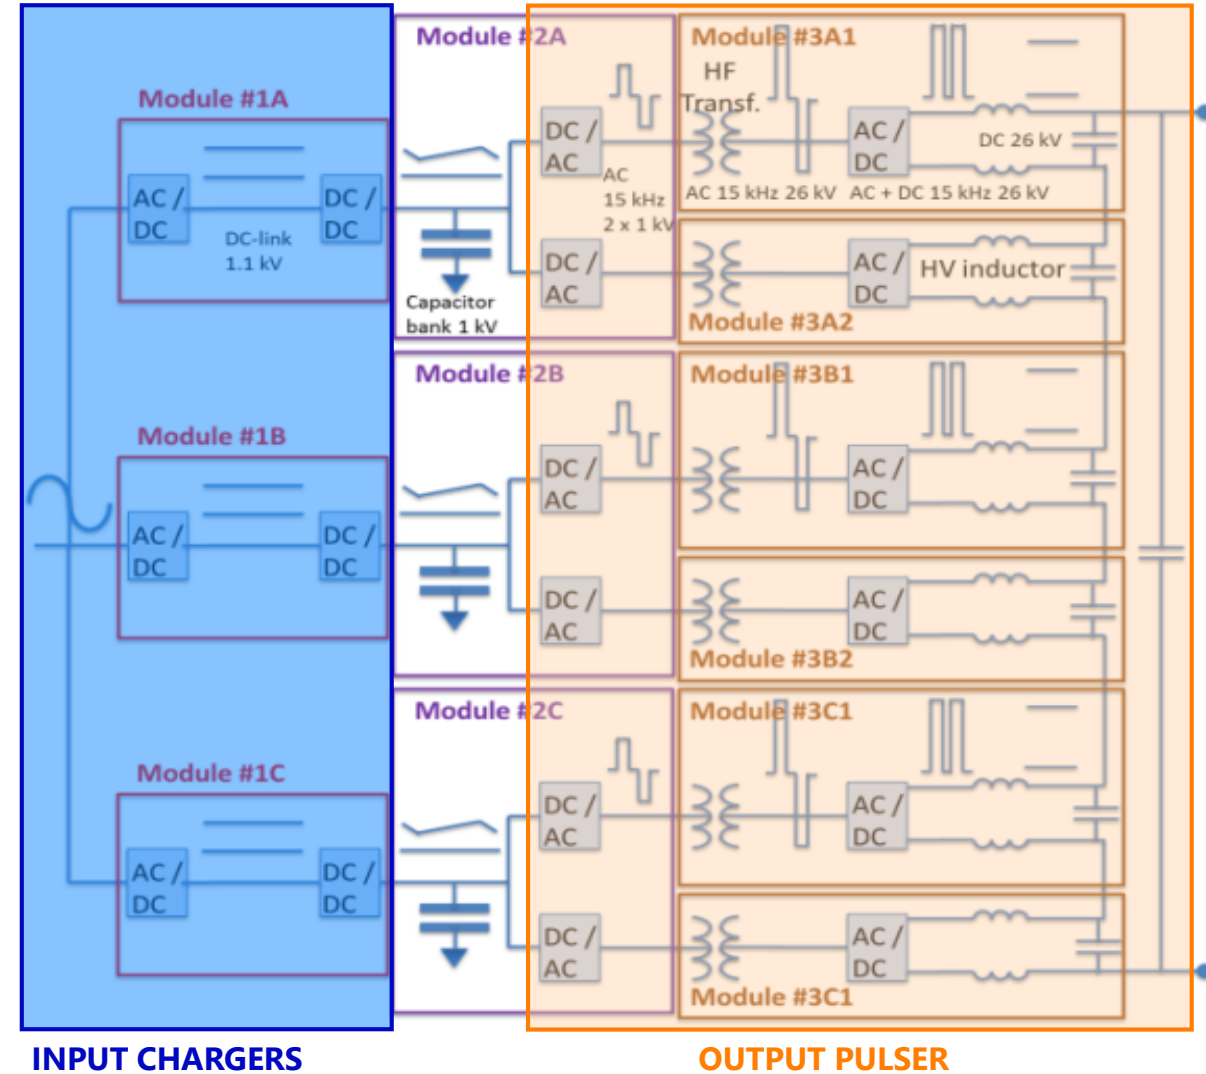 Module #1A
AC /
DC
DC /
DC
DC-link
1.1 kV
Module #1B
AC /
DC
DC /
DC
Module #1C
AC /
DC
DC /
DC
Module #2A
DC /
AC
AC
15 kHz
2 x 1 kV
DC /
AC
Capacitor
bank 1 kV
Module #2B
DC /
AC
DC /
AC
Module #2C
DC /
AC
DC /
AC
Module #3A1
HF
Transf.
AC /
DC
DC 26 kV
AC 15 kHz 26 kV
AC + DC 15 kHz 26 kV
AC /
DC
HV inductor
Module #3A2
Module #3B1
AC /
DC
AC /
DC
Module #3B2
Module #3C1
AC /
DC
AC /
DC
Module #3C1
INPUT CHARGERS
OUTPUT PULSER